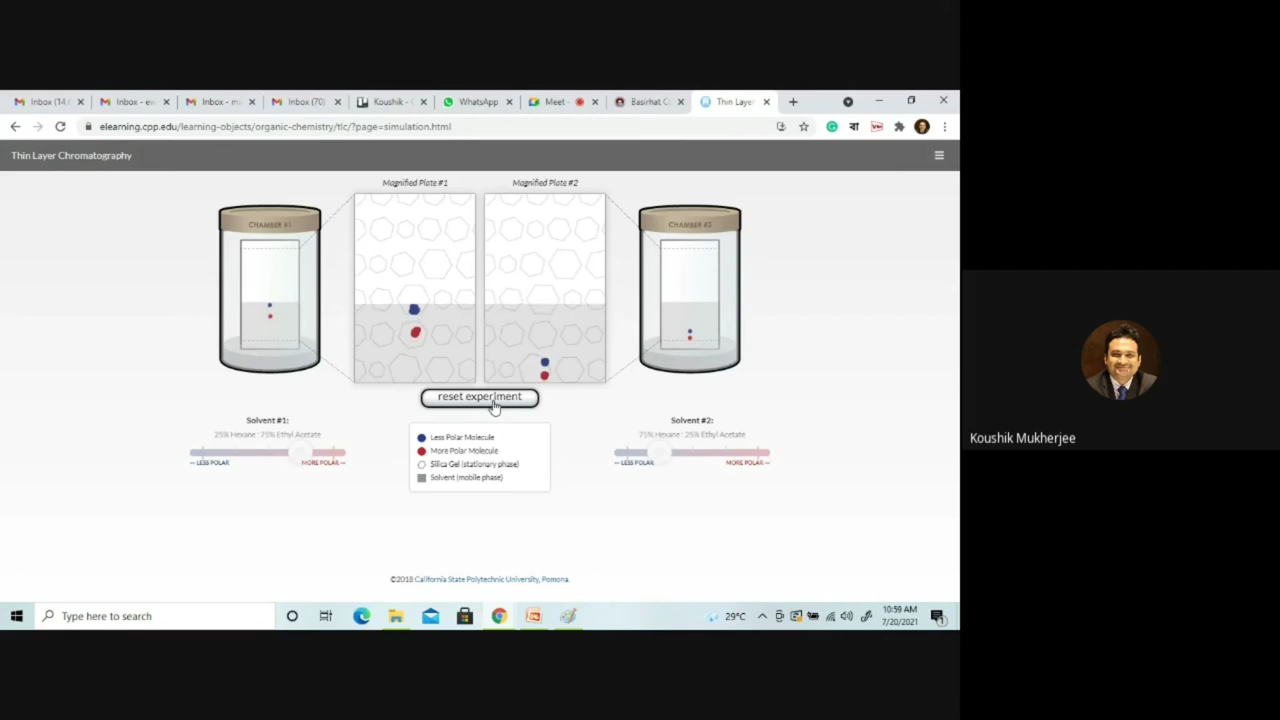 Inbox (14,
Inbox - ew
Inbox - m
Inbox (70)
Koushik - C
WhatsApp
Meet -
Basirhat Co
Thin Layer
elearning.cpp.edu/learning-objects/organic-chemistry/tlc/?page=simulation.html
Thin Layer Chromatography
Magnified Plate #1
Magnified Plate #2
CHAMBER #1
CHAMBER #2
reset experiment
Solvent #1:
25% Hexane : 75% Ethyl Acetate
— LESS POLAR
MORE POLAR —
Solvent #2:
75% Hexane : 25% Ethyl Acetate
— LESS POLAR
MORE POLAR —
Less Polar Molecule
More Polar Molecule
Silica Gel (stationary phase)
Solvent (mobile phase)
©2018 California State Polytechnic University, Pomona.
Koushik Mukherjee
Type here to search
29°C
10:59 AM
7/20/2021